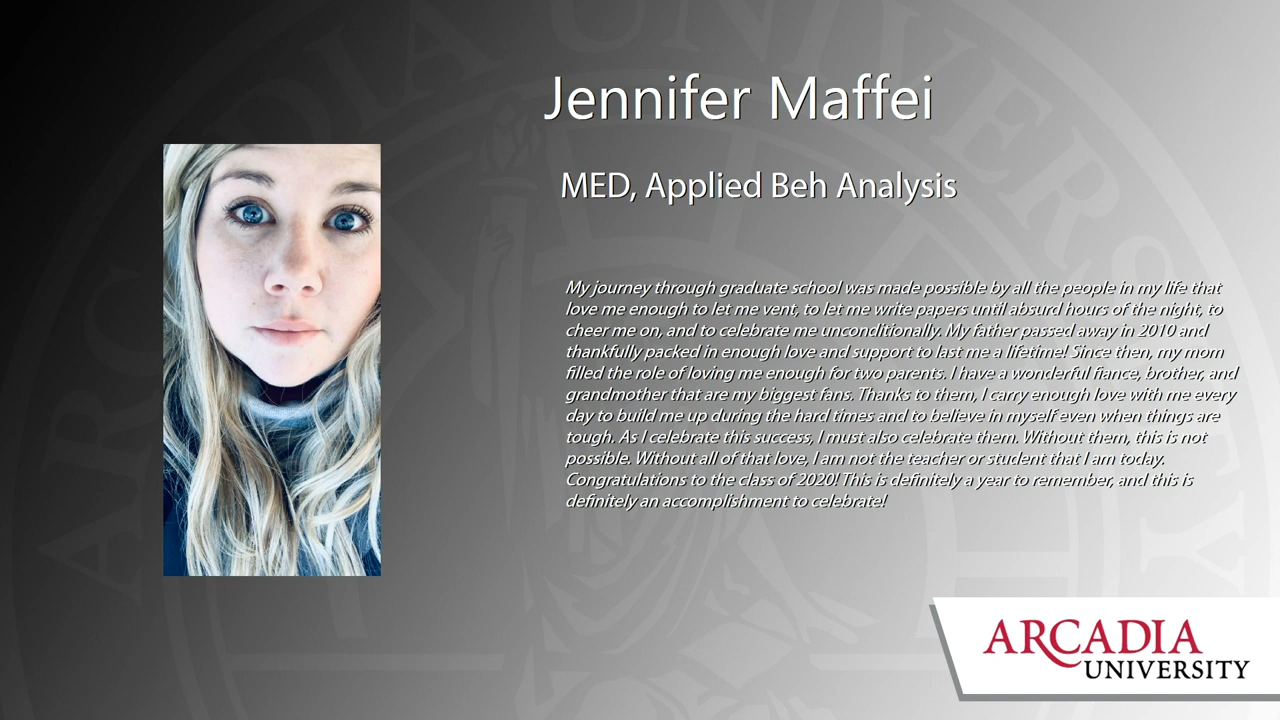 ARCADIA UNIVERSITY
Jennifer Maffei
MED, Applied Beh Analysis
My journey through graduate school was made possible by all the people in my life that
love me enough to let me vent, to let me write papers until absurd hours of the night, to
cheer me on, and to celebrate me unconditionally. My father passed away in 2010 and
thankfully packed in enough love and support to last me a lifetime! Since then, my mom
filled the role of loving me enough for two parents. I have a wonderful fiance, brother, and
grandmother that are my biggest fans. Thanks to them, I carry enough love with me every
day to build me up during the hard times and to believe in myself even when things are
tough. As I celebrate this success, I must also celebrate them. Without them, this is not
possible. Without all of that love, I am not the teacher or student that I am today.
Congratulations to the class of 2020! This is definitely a year to remember, and this is
definitely an accomplishment to celebrate!
ARCADIA
UNIVERSITY